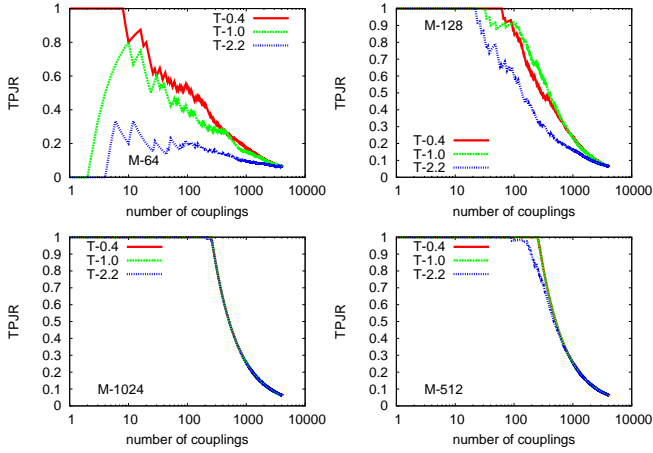 T-0.4
T-1.0
T-2.2
TPJR
1
0.8
0.6
0.4
0.2
0
M-64
1 10 100 1000 10000
number of couplings
M-128
TPJR
1
0.9
0.8
0.7
0.6
0.5
0.4
0.3
0.2
0.1
0
T-0.4
T-1.0
T-2.2
1 10 100 1000 10000
number of couplings
T-0.4
T-1.0
T-2.2
TPJR
1
0.9
0.8
0.7
0.6
0.5
0.4
0.3
0.2
0.1
0
M-1024
1 10 100 1000 10000
number of couplings
T-0.4
T-1.0
T-2.2
TPJR
1
0.9
0.8
0.7
0.6
0.5
0.4
0.3
0.2
0.1
0
M-512
1 10 100 1000 10000
number of couplings